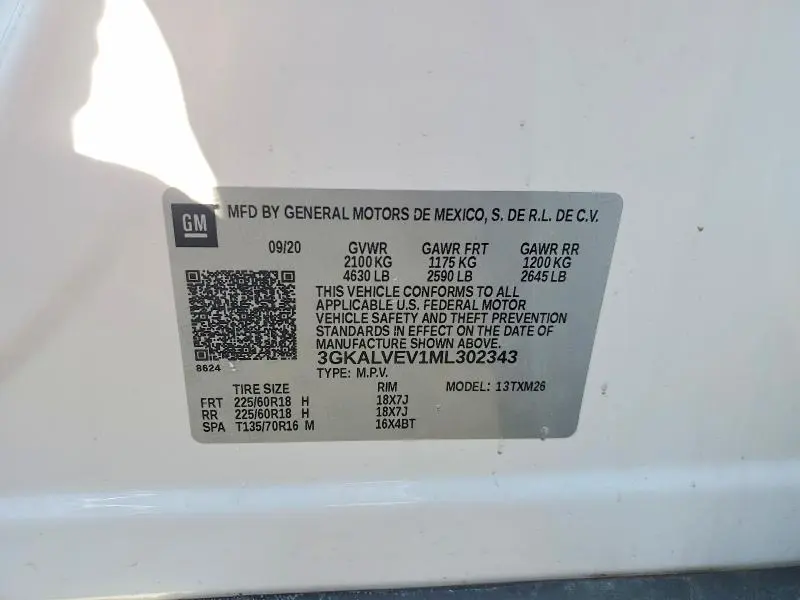 GM MFD BY GENERAL MOTORS DE MEXICO, S. DE R.L. DE C.V.
09/20 GVWR GAWR FRT GAWR RR
2100 KG 1175 KG 1200 KG
4630 LB 2590 LB 2645 LB
THIS VEHICLE CONFORMS TO ALL
APPLICABLE U.S. FEDERAL MOTOR
VEHICLE SAFETY AND THEFT PREVENTION
STANDARDS IN EFFECT ON THE DATE OF
MANUFACTURE SHOWN ABOVE.
3GKALVEV1ML302343
8624 TYPE: M.P.V.
TIRE SIZE RIM MODEL: 13TXM26
FRT 225/60R18 H 18X7J
RR 225/60R18 H 18X7J
SPA T135/70R16 M 16X4BT